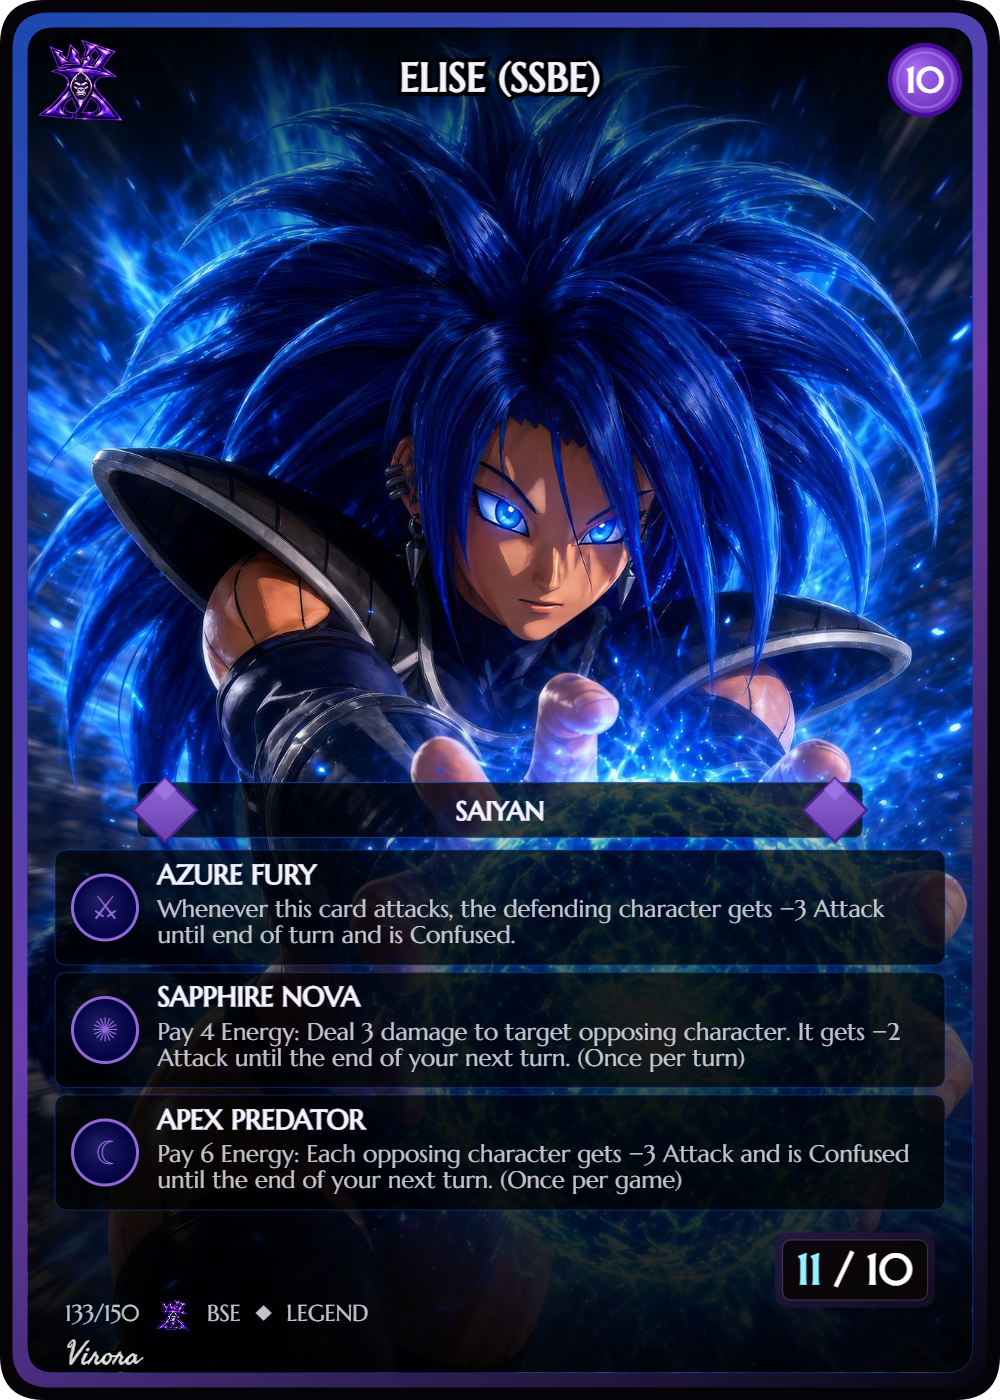 ELISE (SSBE)
10
SAIYAN
AZURE FURY
Whenever this card attacks, the defending character gets −3 Attack
until end of turn and is Confused.
SAPPHIRE NOVA
Pay 4 Energy: Deal 3 damage to target opposing character. It gets −2
Attack until the end of your next turn. (Once per turn)
APEX PREDATOR
Pay 6 Energy: Each opposing character gets −3 Attack and is Confused
until the end of your next turn. (Once per game)
11 / 10
133/150 BSE ◆ LEGEND
Virora